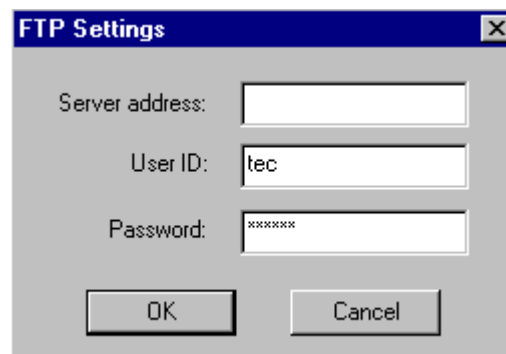 FTP Settings
Server address:
User ID: tec
Password: ******
OK Cancel